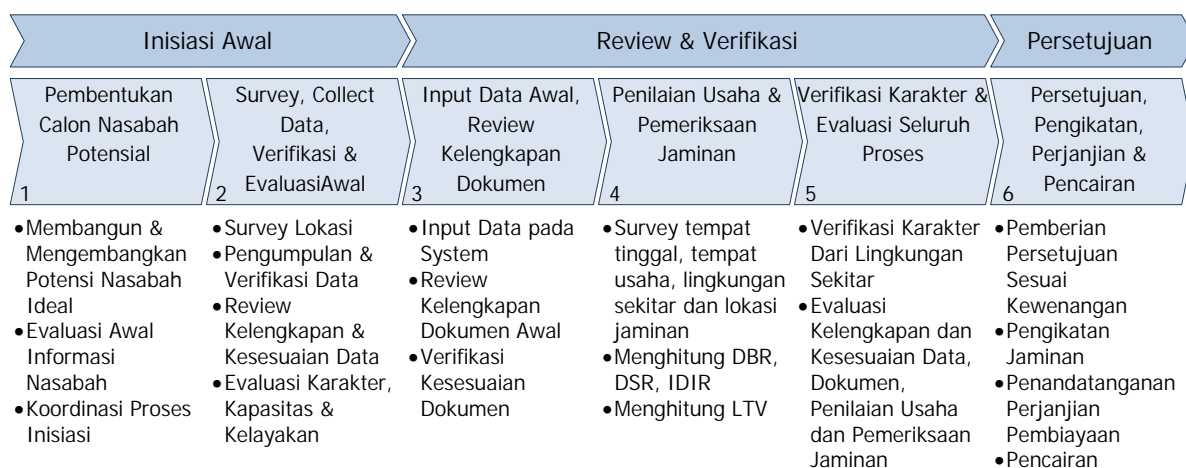 Inisiasi Awal
Review & Verifikasi
Persetujuan
Pembentukan
Calon Nasabah
Potensial
1
Survey, Collect
Data,
Verifikasi &
EvaluasiAwal
2
Input Data Awal,
Review
Kelengkapan
Dokumen
3
Penilaian Usaha &
Pemeriksaan
Jaminan
4
Verifikasi Karakter &
Evaluasi Seluruh
Proses
5
Persetujuan,
Pengikatan,
Perjanjian &
Pencairan
6
•Membangun &
Mengembangkan
Potensi Nasabah
Ideal
•Evaluasi Awal
Informasi
Nasabah
•Koordinasi Proses
Inisiasi
•Survey Lokasi
•Pengumpulan &
Verifikasi Data
•Review
Kelengkapan &
Kesesuaian Data
•Evaluasi Karakter,
Kapasitas &
Kelayakan
•Input Data pada
System
•Review
Kelengkapan
Dokumen Awal
•Verifikasi
Kesesuaian
Dokumen
•Survey tempat
tinggal, tempat
usaha, lingkungan
sekitar dan lokasi
jaminan
•Menghitung DBR,
DSR, IDIR
•Menghitung LTV
•Verifikasi Karakter
Dari Lingkungan
Sekitar
•Evaluasi
Kelengkapan dan
Kesesuaian Data,
Dokumen,
Penilaian Usaha
dan Pemeriksaan
Jaminan
•Pemberian
Persetujuan
Sesuai
Kewenangan
•Pengikatan
Jaminan
•Penandatanganan
Perjanjian
Pembiayaan
•Pencairan